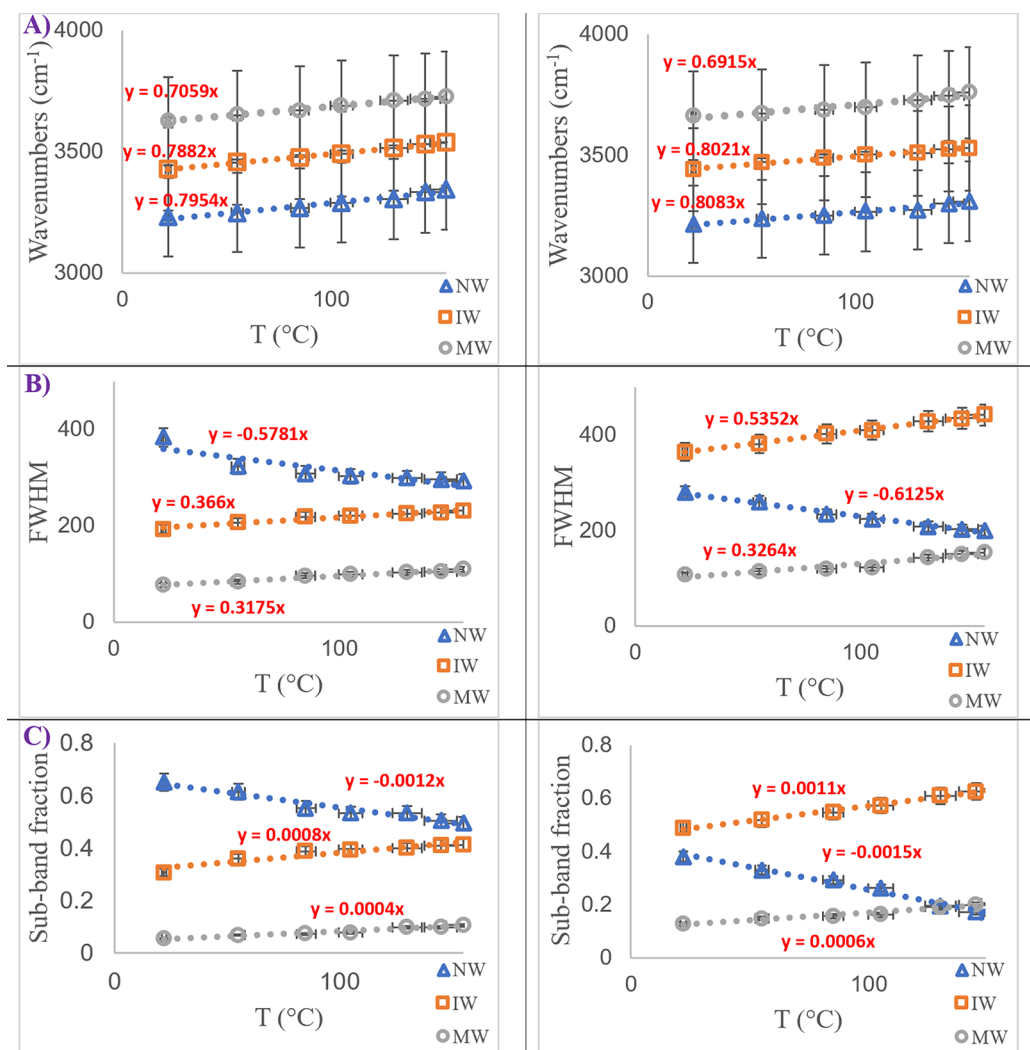 A)
4000
3500
3000
Wavenumbers (cm⁻¹)
y = 0.7059x
y = 0.7882x
y = 0.7954x
0
100
T (°C)
NW
IW
MW
4000
3500
3000
Wavenumbers (cm⁻¹)
y = 0.6915x
y = 0.8021x
y = 0.8083x
0
100
T (°C)
NW
IW
MW
B)
400
200
0
FWHM
y = -0.5781x
y = 0.366x
y = 0.3175x
0
100
T (°C)
NW
IW
MW
400
200
0
FWHM
y = 0.5352x
y = -0.6125x
y = 0.3264x
0
100
T (°C)
NW
IW
MW
C)
0.8
0.6
0.4
0.2
0
Sub-band fraction
y = -0.0012x
y = 0.0008x
y = 0.0004x
0
100
T (°C)
NW
IW
MW
0.8
0.6
0.4
0.2
0
Sub-band fraction
y = 0.0011x
y = -0.0015x
y = 0.0006x
0
100
T (°C)
NW
IW
MW